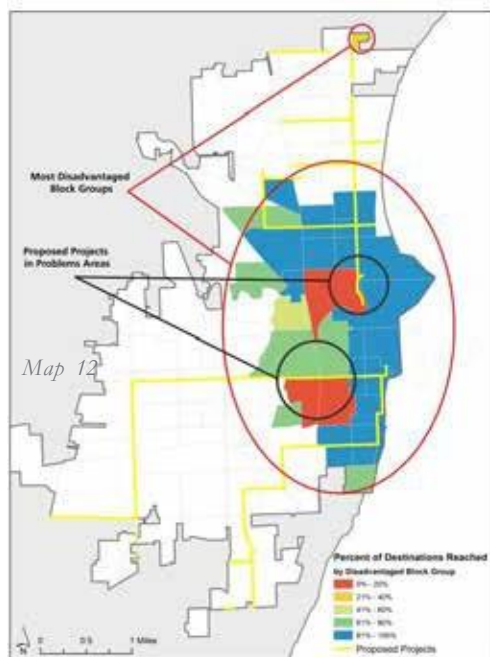 Most Disadvantaged
Block Groups
Proposed Projects
in Problems Areas
Map 12
Percent of Destinations Reached
by Disadvantaged Block Group
0% - 20%
21% - 40%
41% - 60%
61% - 80%
81% - 100%
Proposed Projects
N
0 0.5 1 Miles